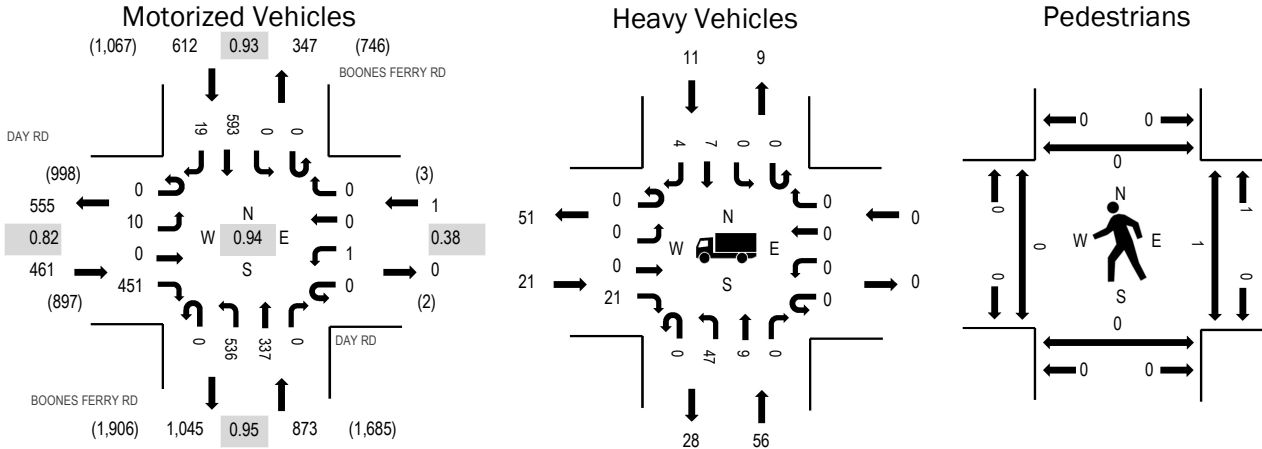 Motorized Vehicles
(1,067) 612 0.93 347 (746)
BOONES FERRY RD
DAY RD
19 593 0 0
(998) 0 0 (3)
555 10 0 1
0.82 W N 0.94 S E 0.38
461 0 1 0
(897) 451 0 (2)
0 536 337 0
DAY RD
BOONES FERRY RD
(1,906) 1,045 0.95 873 (1,685)
Heavy Vehicles
11 9
4 7 0 0
0 0
51 0 N 0 0
W E
21 0 S 0 0
21 0
0 47 9 0
28 56
Pedestrians
0 0
0
0 N 1
W 0 E 1
0 S 0
0
0 0